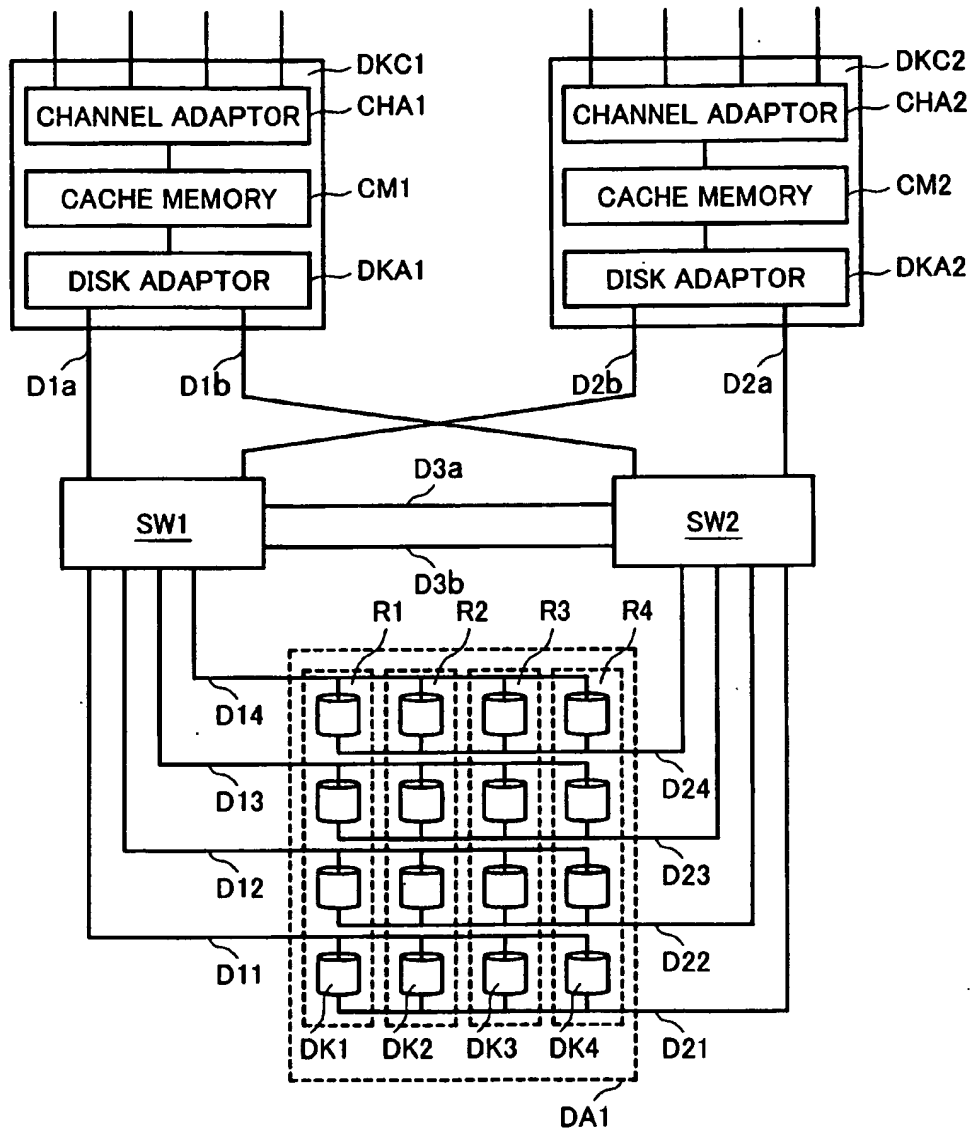 DKC1
CHANNEL ADAPTOR
CHA1
CACHE MEMORY
CM1
DISK ADAPTOR
DKA1
DKC2
CHANNEL ADAPTOR
CHA2
CACHE MEMORY
CM2
DISK ADAPTOR
DKA2
D1a
D1b
D2b
D2a
SW1
D3a
D3b
SW2
R1
R2
R3
R4
D14
D24
D13
D23
D12
D22
D11
D21
DK1
DK2
DK3
DK4
DA1